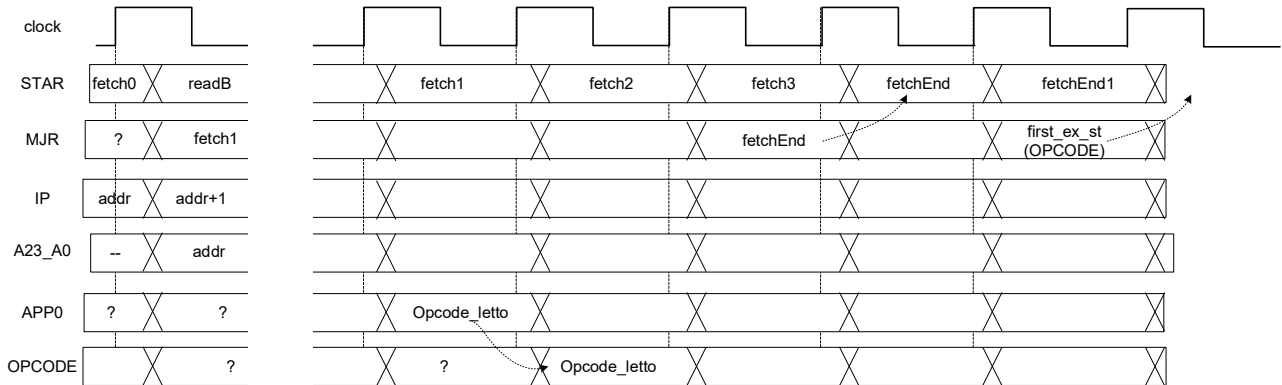 clock
STAR fetch0 readB fetch1 fetch2 fetch3 fetchEnd fetchEnd1
MJR ? fetch1 fetchEnd first_ex_st
(OPCODE)
IP addr addr+1
A23_A0 -- addr
APP0 ? ? Opcode_letto
OPCODE ? ? Opcode_letto